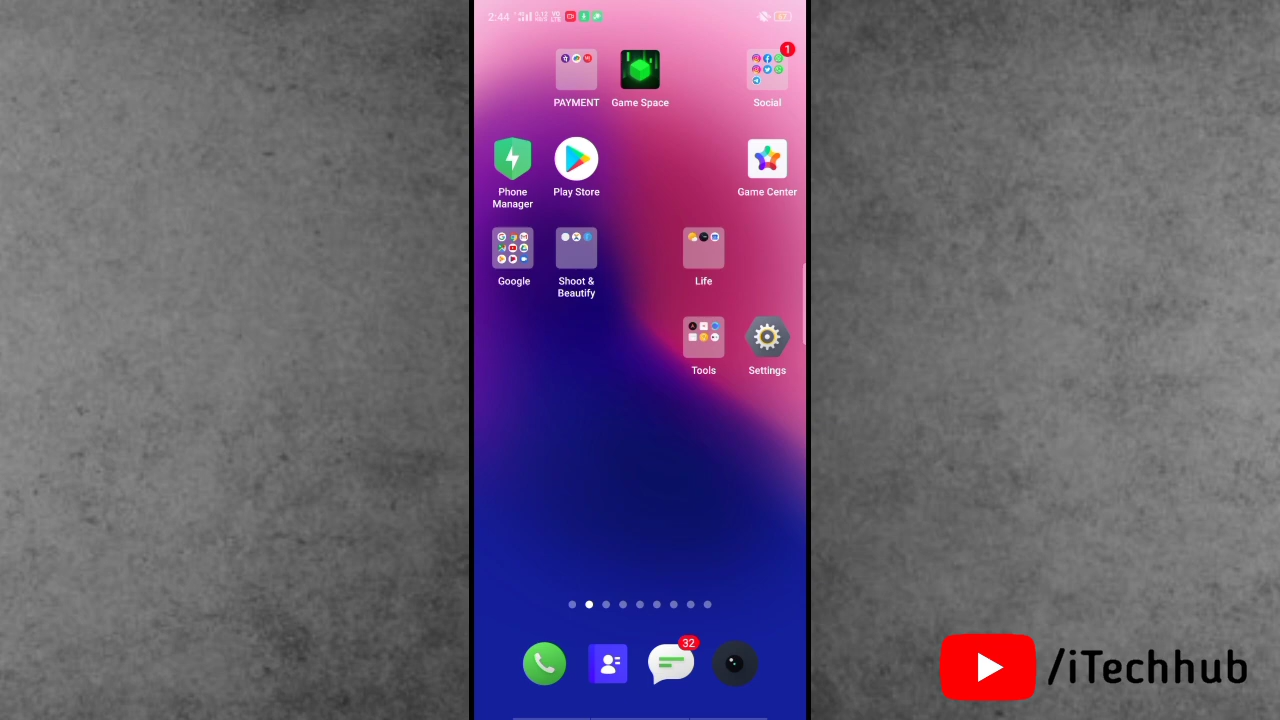 2:44
PAYMENT
Game Space
1
Social
Phone
Manager
Play Store
Game Center
Google
Shoot &
Beautify
Life
Tools
Settings
32
/iTechhub